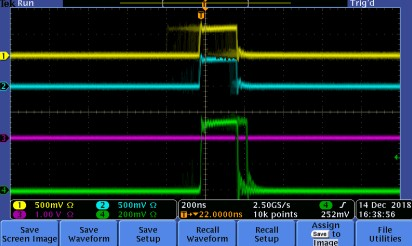 Tek Run Trig'd
T
1
2
3
4
1 500mV Ω 2 500mV Ω 200ns 2.50GS/s 4 14 Dec 2018
3 1.00 V Ω 4 200mV Ω T 22.0000ns 10k points 252mV 16:38:56
Save Screen Image
Save Waveform
Save Setup
Recall Waveform
Recall Setup
Assign Save to Image
File Utilities